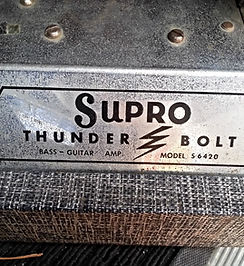 SUPRO
THUNDER BOLT
BASS - GUITAR AMP. MODEL S6420